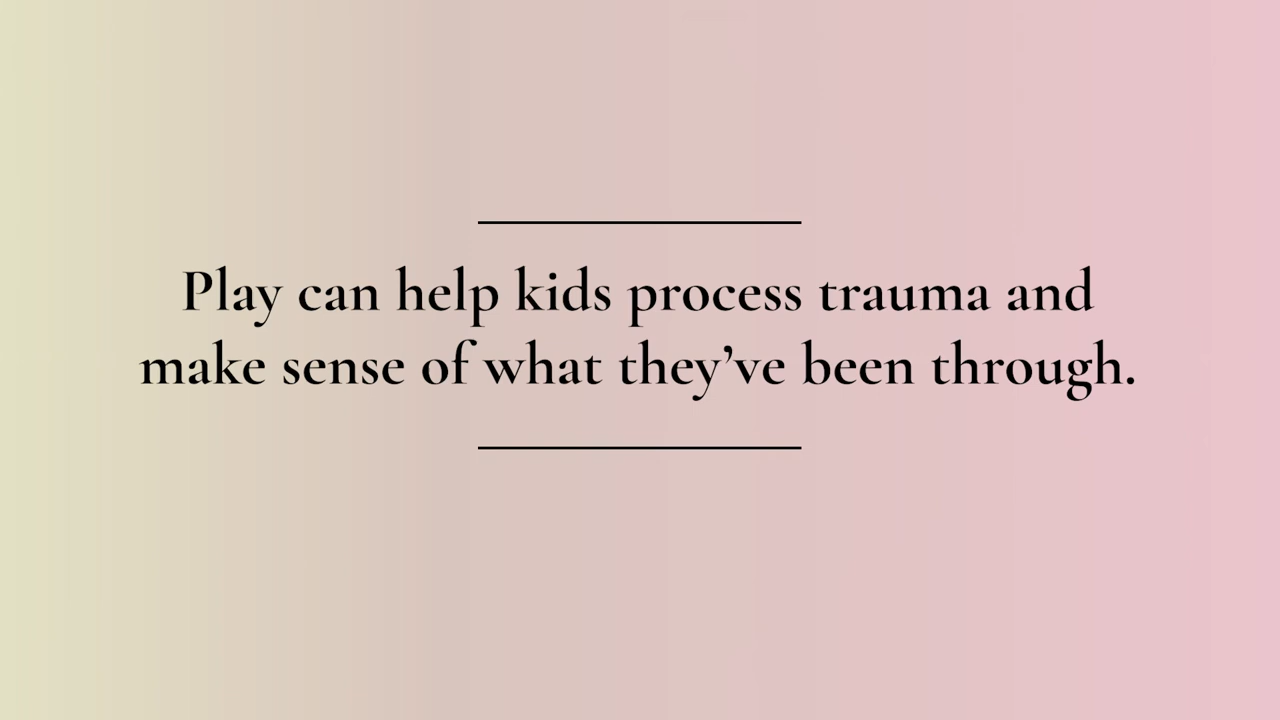 Play can help kids process trauma and
make sense of what they’ve been through.